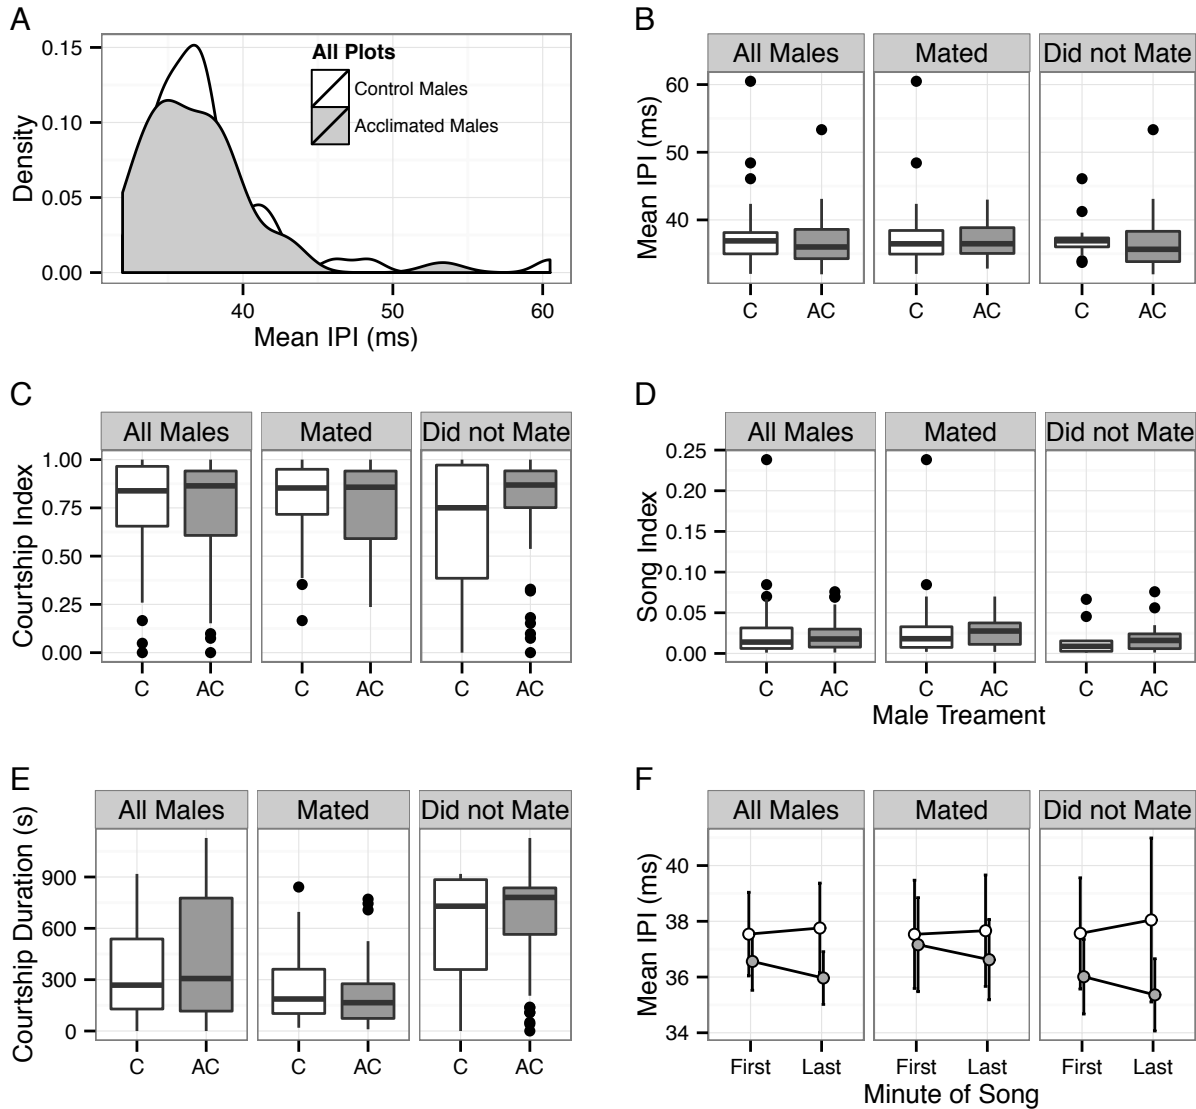 A
All Plots
Control Males
Acclimated Males
0.15
0.10
0.05
0.00
Density
40 50 60
Mean IPI (ms)
B
All Males Mated Did not Mate
60
50
40
Mean IPI (ms)
C AC C AC C AC
C
All Males Mated Did not Mate
1.00
0.75
0.50
0.25
0.00
Courtship Index
C AC C AC C AC
D
All Males Mated Did not Mate
0.25
0.20
0.15
0.10
0.05
0.00
Song Index
C AC C AC C AC
Male Treament
E
All Males Mated Did not Mate
900
600
300
0
Courtship Duration (s)
C AC C AC C AC
F
All Males Mated Did not Mate
40
38
36
34
Mean IPI (ms)
First Last First Last First Last
Minute of Song